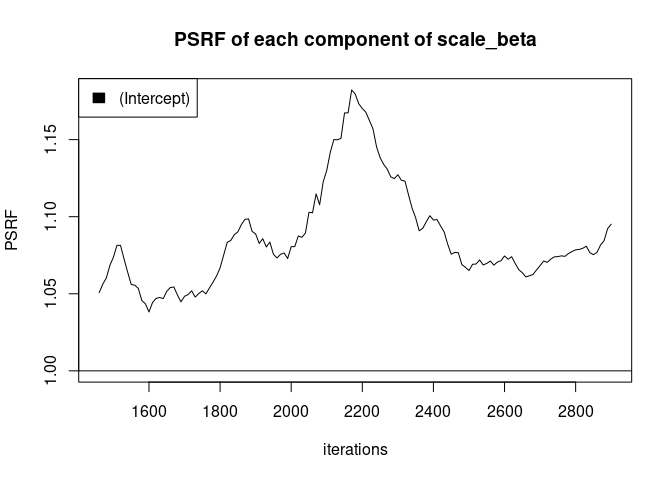 PSRF of each component of scale_beta
(Intercept)
PSRF
1.15
1.10
1.05
1.00
1600 1800 2000 2200 2400 2600 2800
iterations